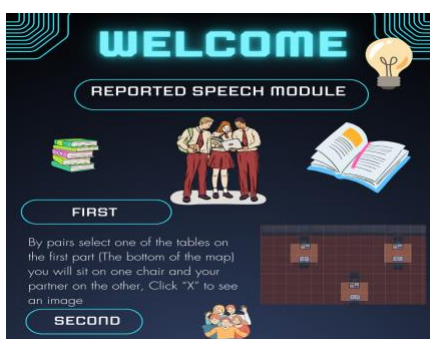 WELCOME
REPORTED SPEECH MODULE
FIRST
By pairs select one of the tables on
the first part (The bottom of the map)
you will sit on one chair and your
partner on the other, Click "X" to see
an image
SECOND